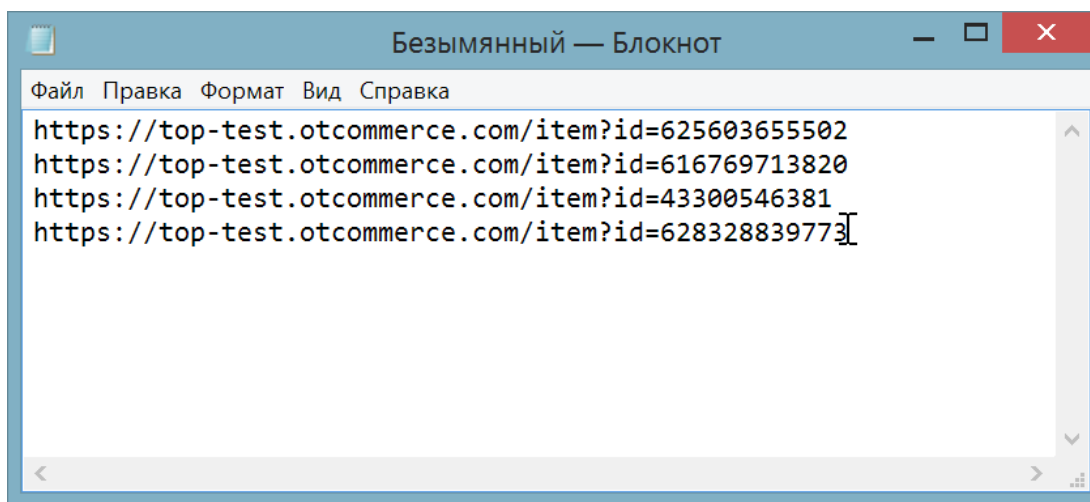 Безымянный — Блокнот
Файл Правка Формат Вид Справка
https://top-test.otcommerce.com/item?id=625603655502
https://top-test.otcommerce.com/item?id=616769713820
https://top-test.otcommerce.com/item?id=43300546381
https://top-test.otcommerce.com/item?id=628328839773